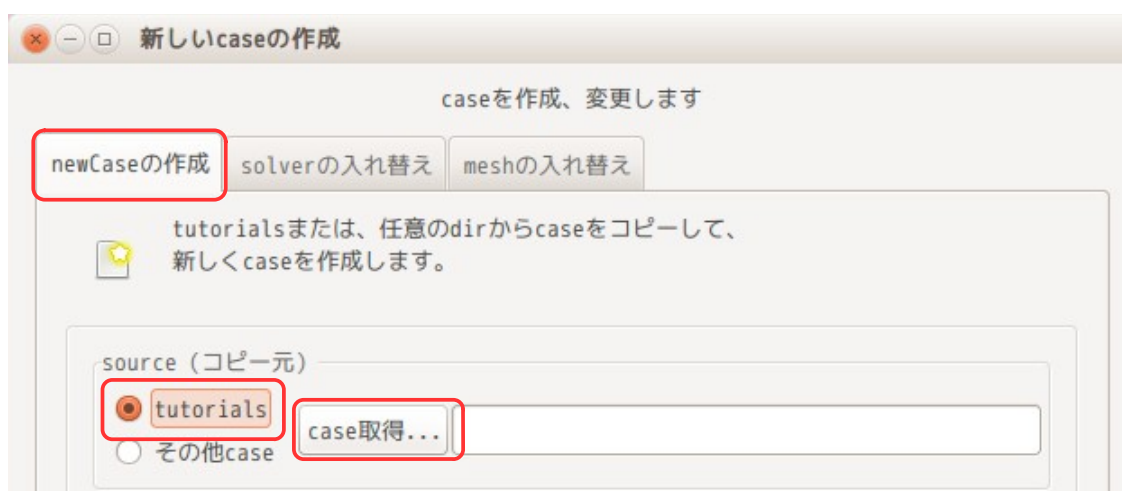 新しいcaseの作成
caseを作成、変更します
newCaseの作成 solverの入れ替え meshの入れ替え
tutorialsまたは、任意のdirからcaseをコピーして、
新しくcaseを作成します。
source (コピー元)
tutorials
case取得...
その他case